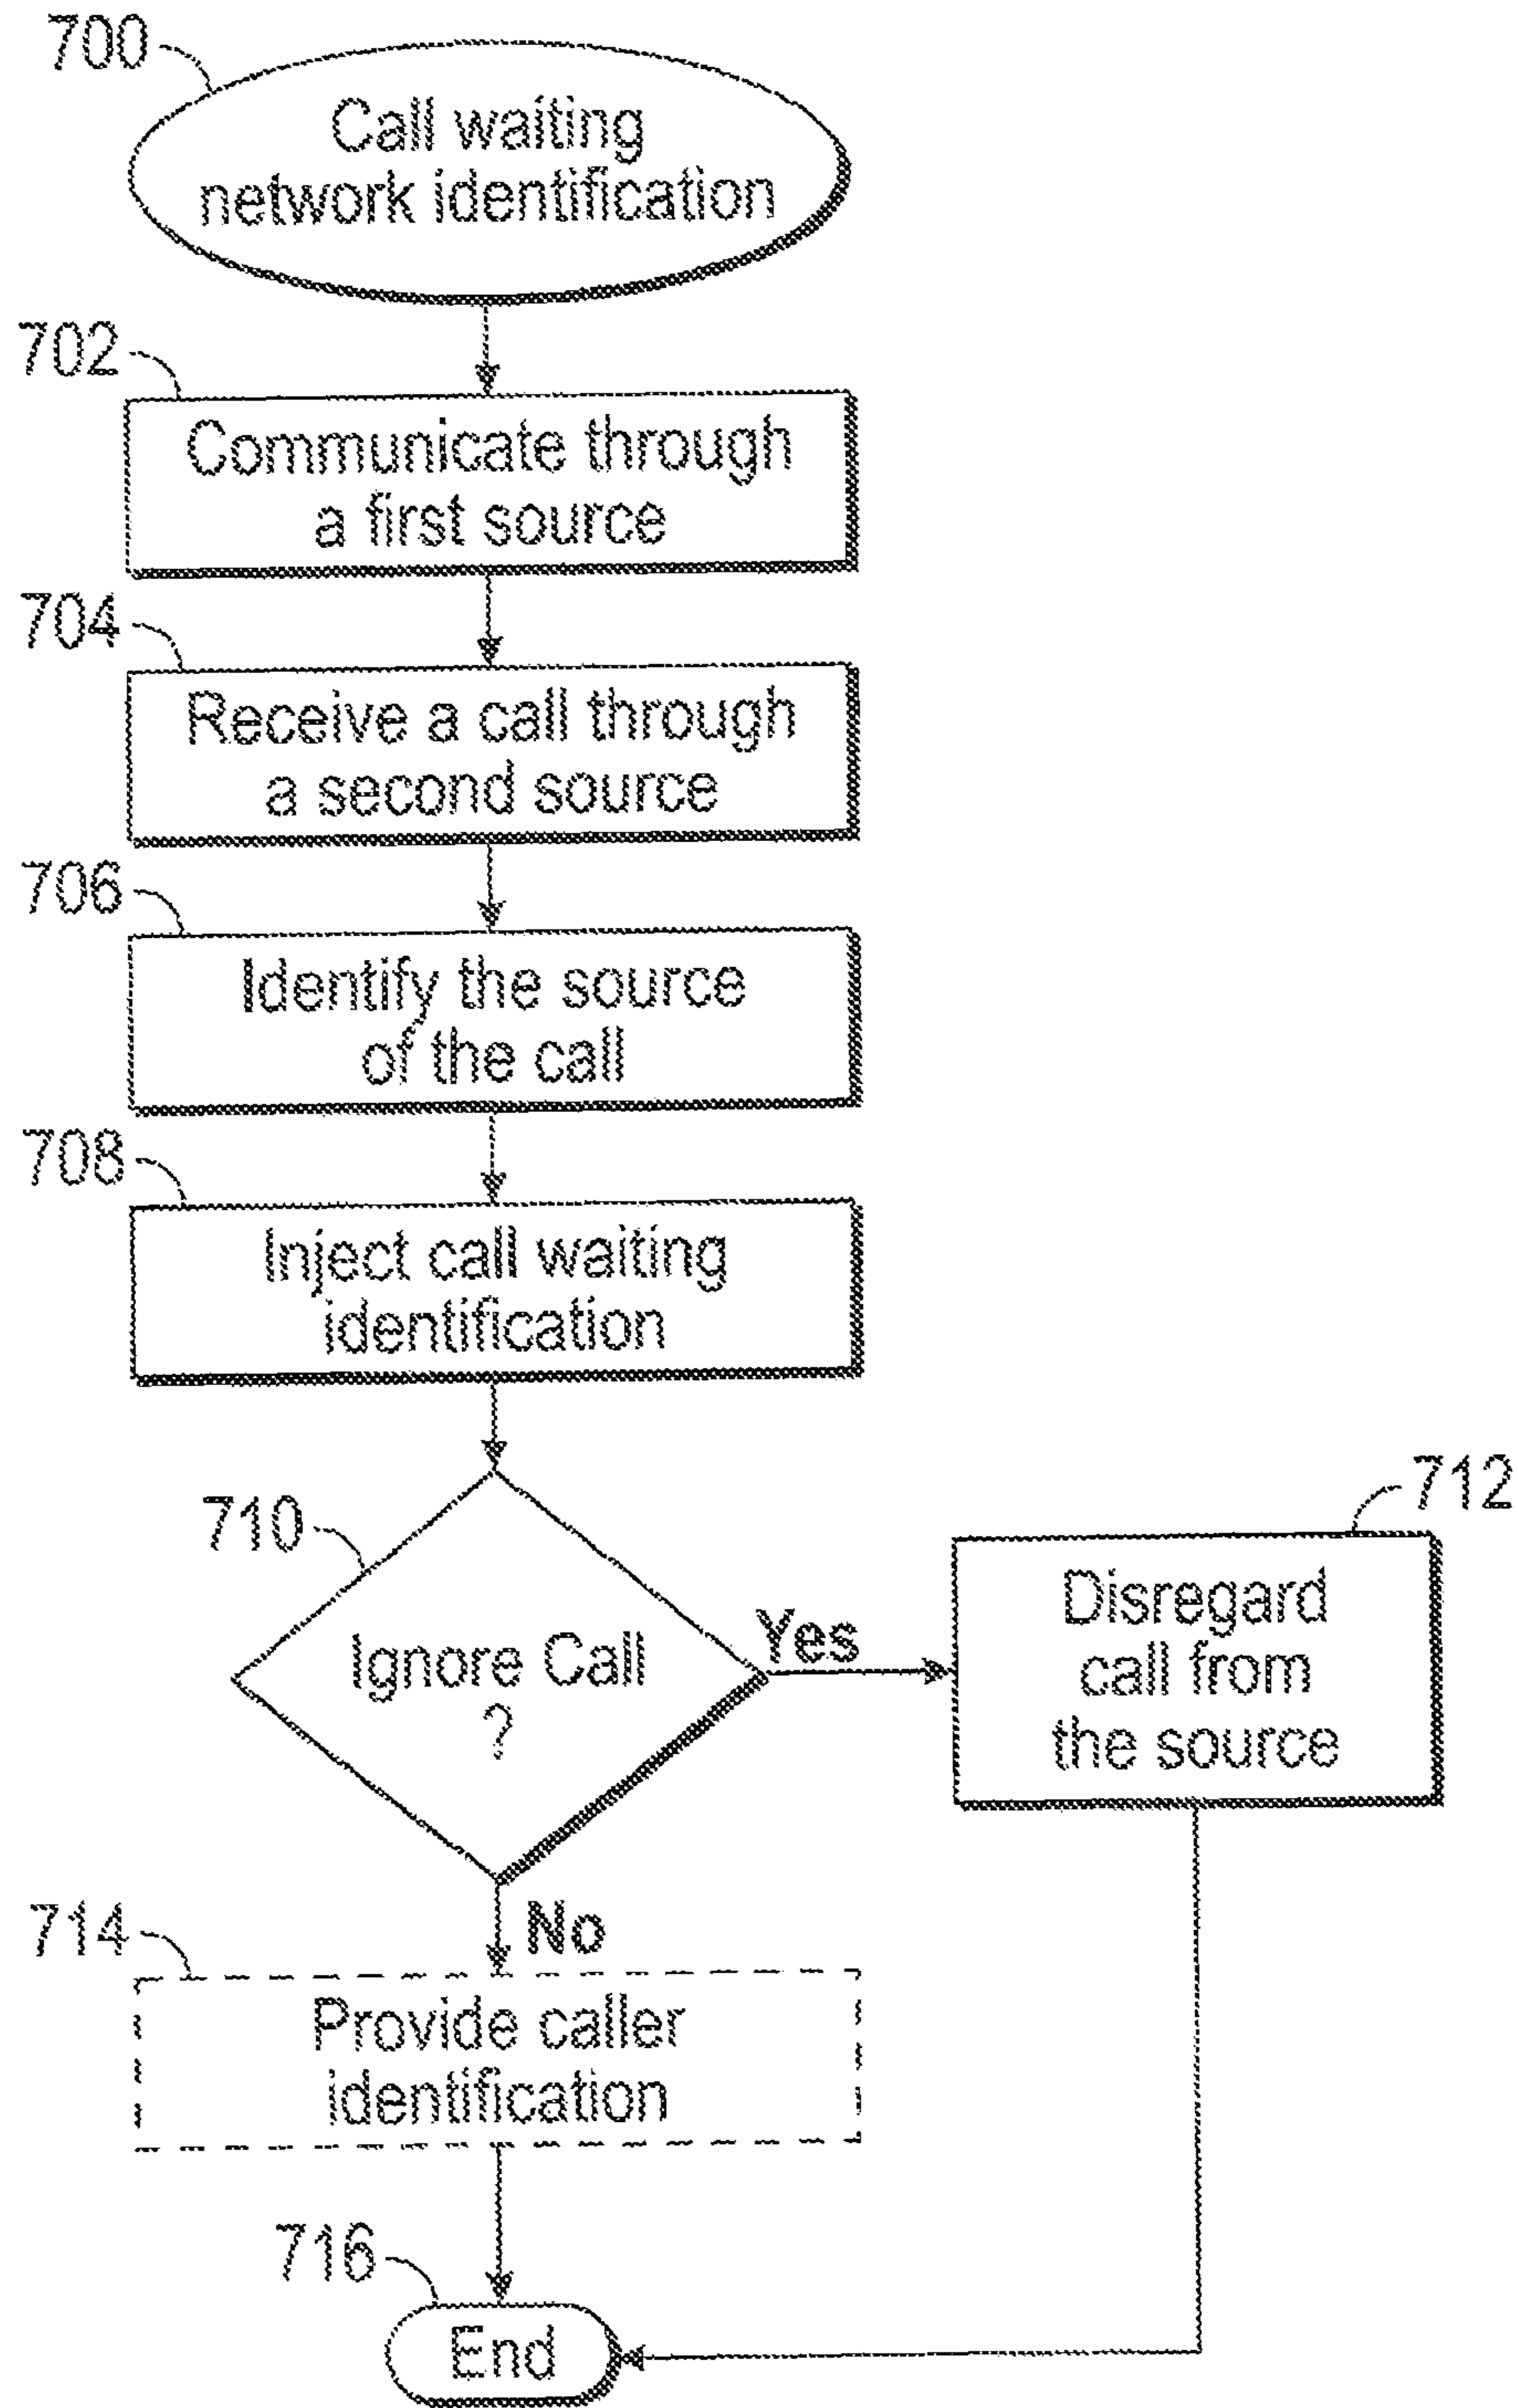 700
Call waiting
network identification
702
Communicate through
a first source
704
Receive a call through
a second source
706
Identify the source
of the call
708
Inject call waiting
identification
710
Ignore Call
?
Yes
712
Disregard
call from
the source
No
714
Provide caller
identification
716
End